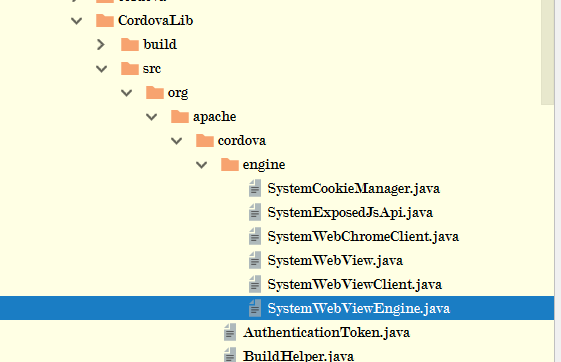 CordovaLib
build
src
org
apache
cordova
engine
SystemCookieManager.java
SystemExposedJsApi.java
SystemWebChromeClient.java
SystemWebView.java
SystemWebViewClient.java
SystemWebViewEngine.java
AuthenticationToken.java
BuildHelper.java